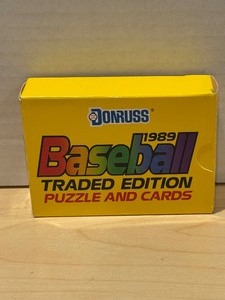 DONRUSS
1989
Baseball
TRADED EDITION
PUZZLE AND CARDS